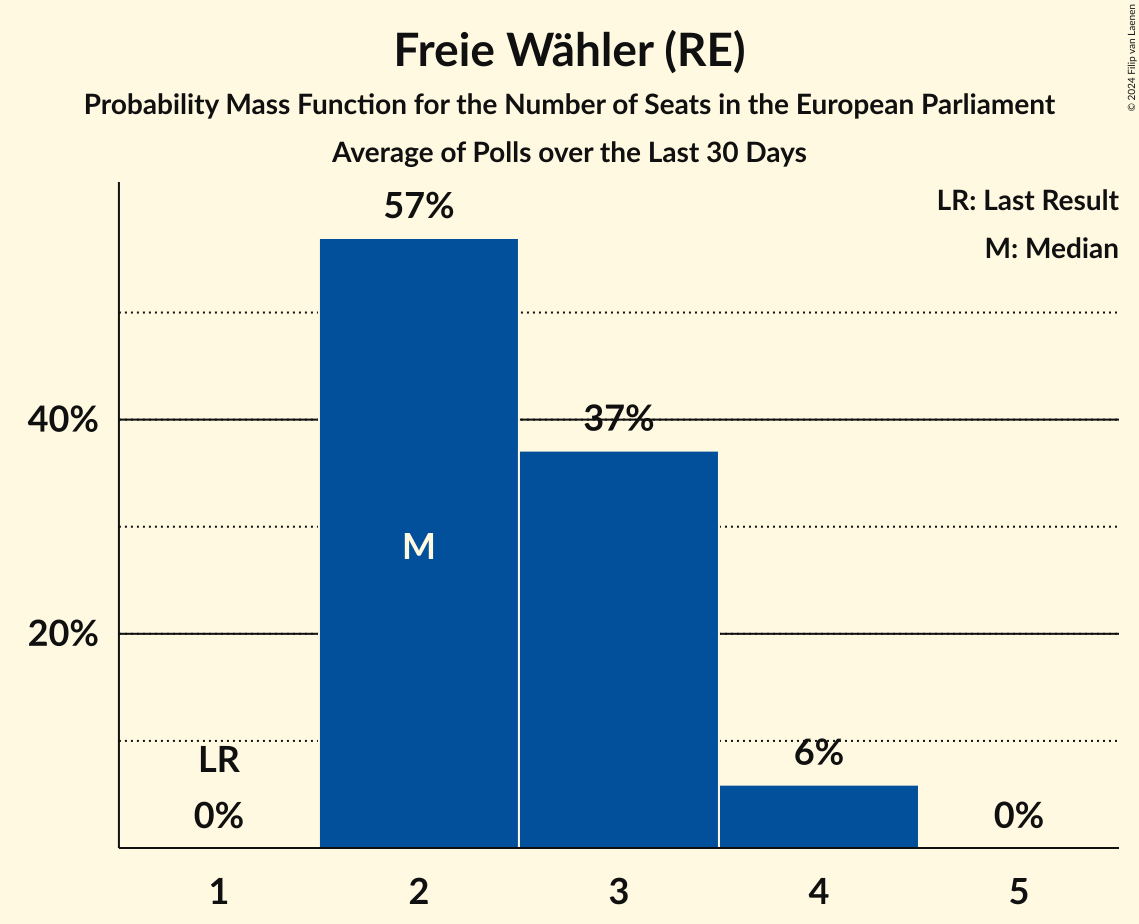 Freie Wähler (RE)
Probability Mass Function for the Number of Seats in the European Parliament
Average of Polls over the Last 30 Days
© 2024 Filip van Laenen
LR: Last Result
M: Median
57%
40%
37%
M
20%
LR
6%
0%
0%
1 2 3 4 5